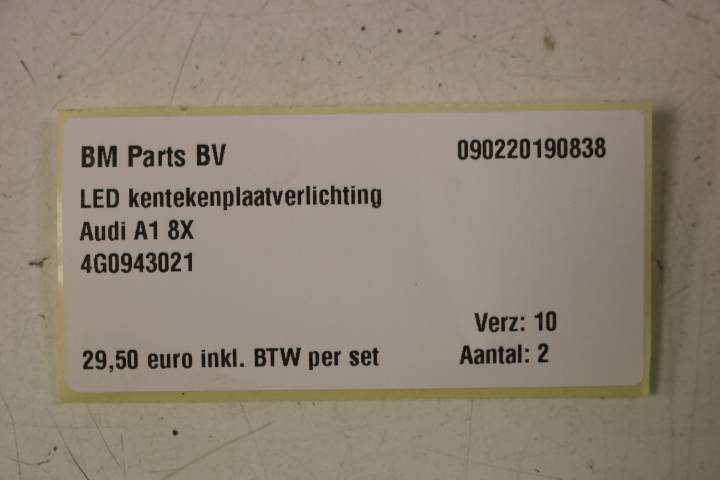 BM Parts BV 090220190838
LED kentekenplaatverlichting
Audi A1 8X
4G0943021
Verz: 10
29,50 euro inkl. BTW per set Aantal: 2